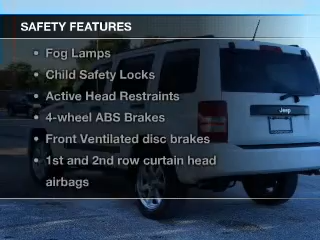 SAFETY FEATURES
• Fog Lamps
• Child Safety Locks
• Active Head Restraints
• 4-wheel ABS Brakes
• Front Ventilated disc brakes
• 1st and 2nd row curtain head
airbags
Jeep